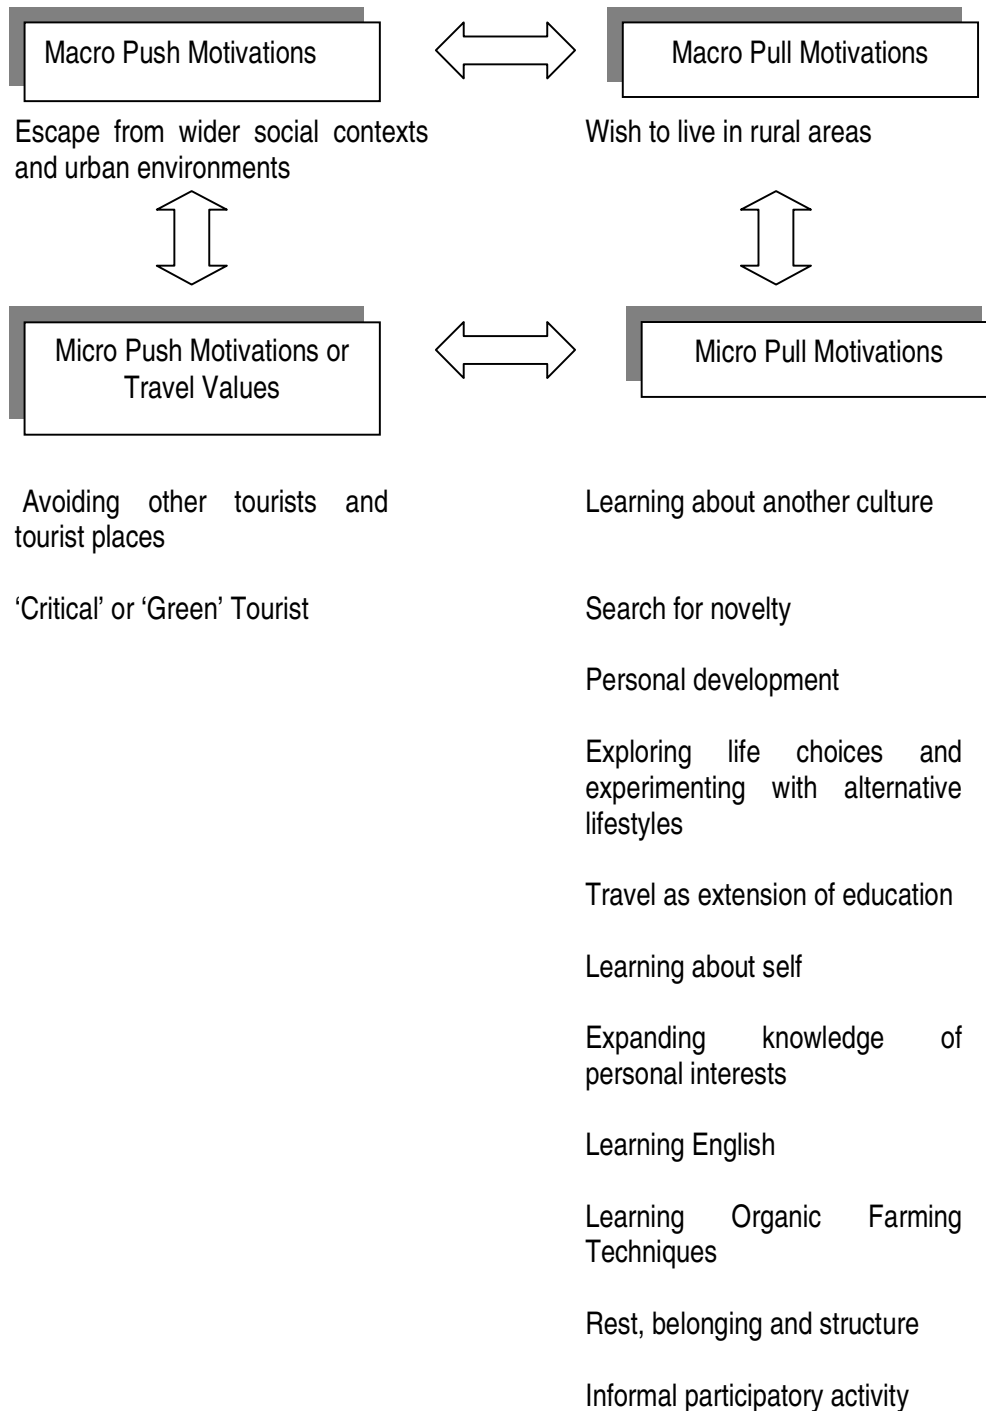 Macro Push Motivations
Macro Pull Motivations
Escape from wider social contexts
and urban environments
Wish to live in rural areas
Micro Push Motivations or
Travel Values
Micro Pull Motivations
Avoiding other tourists and
tourist places
‘Critical’ or ‘Green’ Tourist
Learning about another culture
Search for novelty
Personal development
Exploring life choices and
experimenting with alternative
lifestyles
Travel as extension of education
Learning about self
Expanding knowledge of
personal interests
Learning English
Learning Organic Farming
Techniques
Rest, belonging and structure
Informal participatory activity